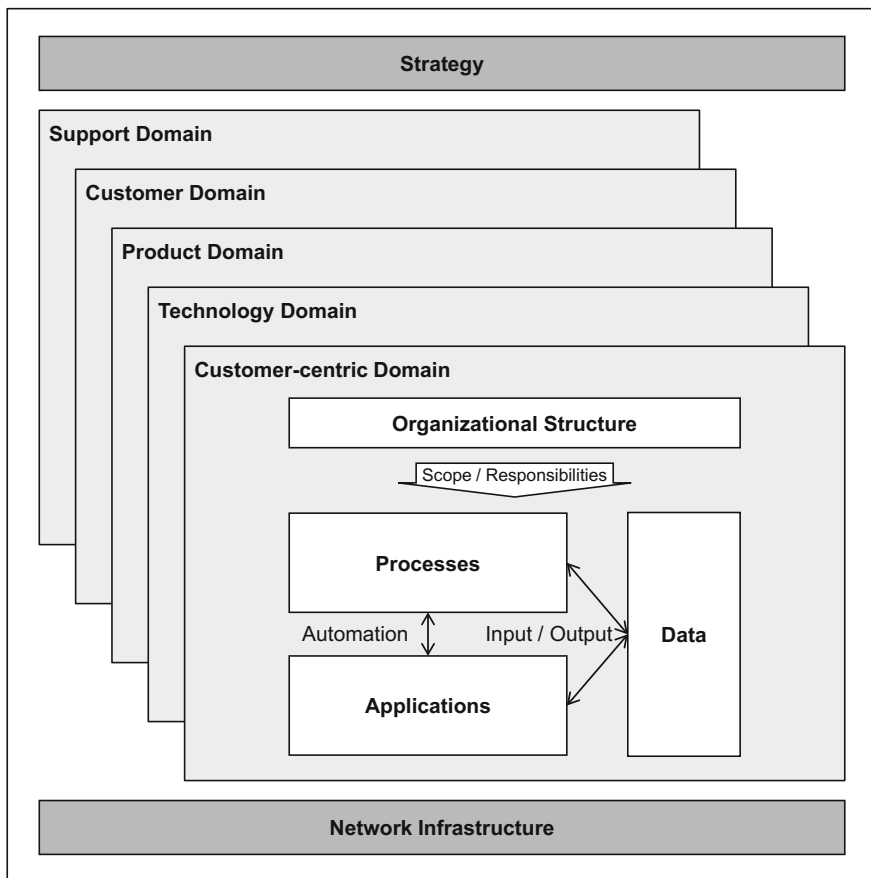 Strategy
Support Domain
Customer Domain
Product Domain
Technology Domain
Customer-centric Domain
Organizational Structure
Scope / Responsibilities
Processes
Automation
Input / Output
Data
Applications
Network Infrastructure